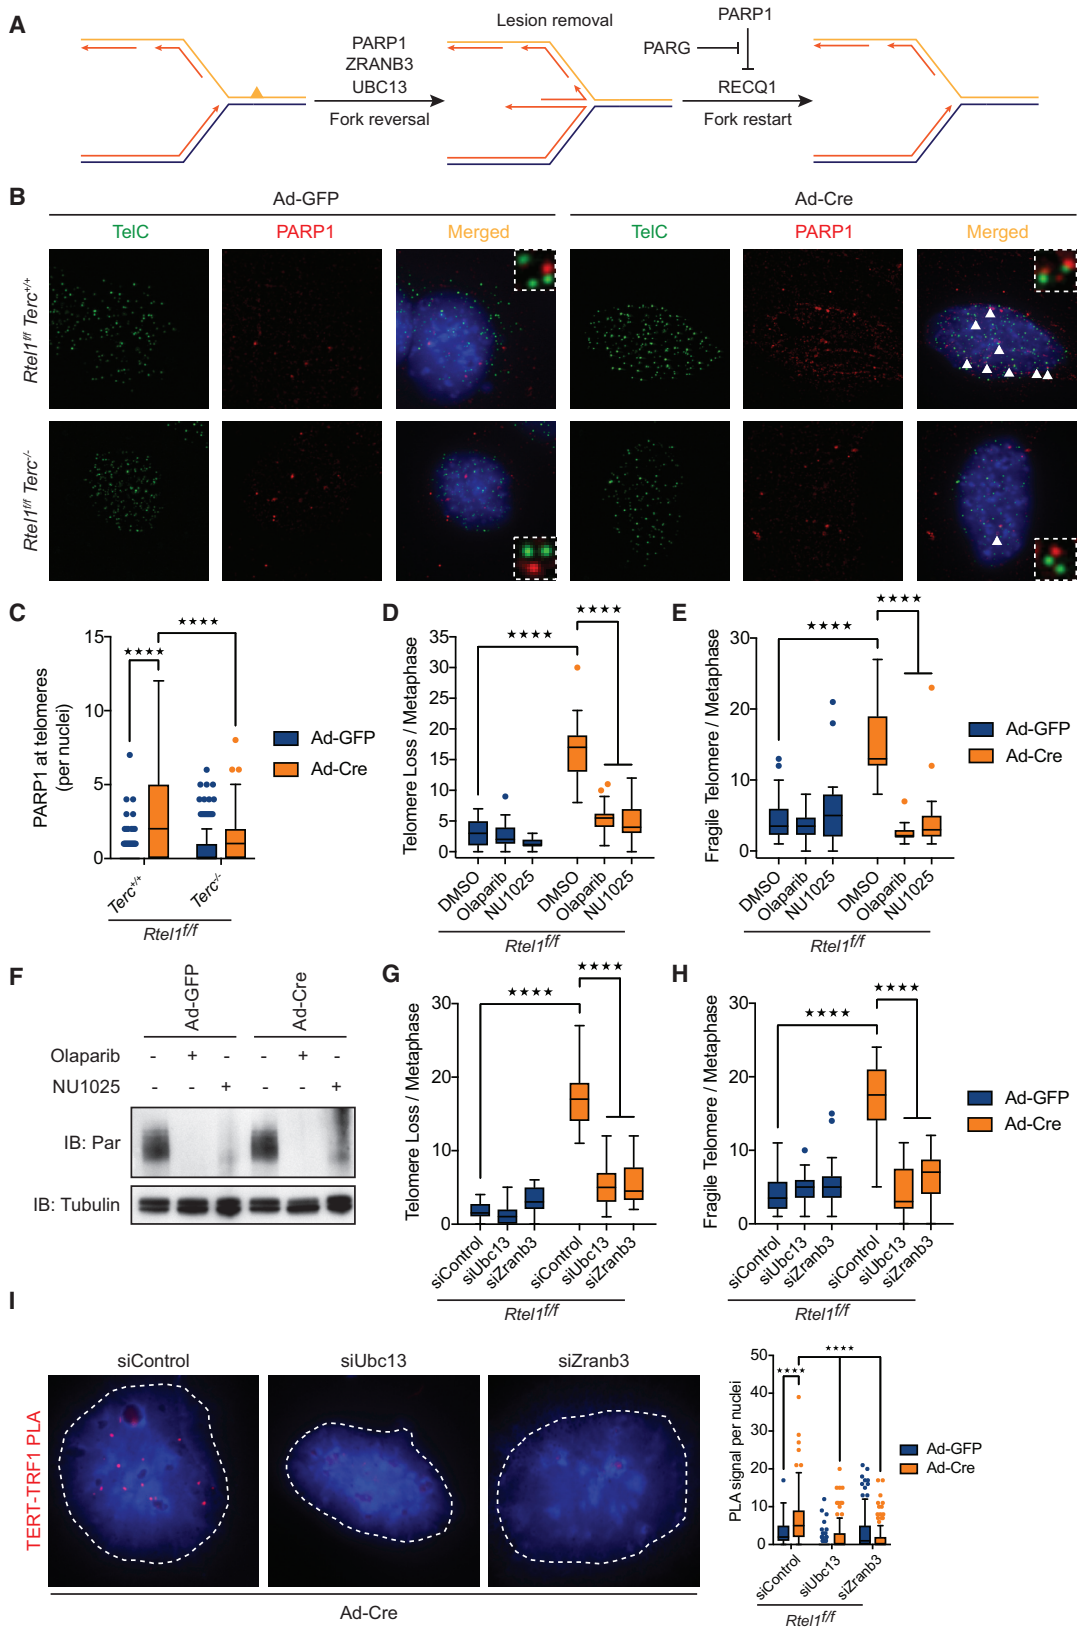 A
PARP1
ZRANB3
UBC13
Fork reversal
Lesion removal
PARP1
PARG
RECQ1
Fork restart
B
Ad-GFP
Ad-Cre
TelC
PARP1
Merged
TelC
PARP1
Merged
Rtel1f/f Terc+/+
Rtel1f/f Terc-/-
C
PARP1 at telomeres
(per nuclei)
15
10
5
0
★★★★
★★★★
Terc+/+
Terc-/-
Rtel1f/f
Ad-GFP
Ad-Cre
D
Telomere Loss / Metaphase
35
30
25
20
15
10
5
0
★★★★
★★★★
DMSO
Olaparib
NU1025
DMSO
Olaparib
NU1025
Rtel1f/f
E
Fragile Telomere / Metaphase
30
20
10
0
★★★★
★★★★
DMSO
Olaparib
NU1025
DMSO
Olaparib
NU1025
Rtel1f/f
Ad-GFP
Ad-Cre
F
Ad-GFP
Ad-Cre
Olaparib - + - - + -
NU1025 - - + - - +
IB: Par
IB: Tubulin
G
Telomere Loss / Metaphase
30
20
10
0
★★★★
★★★★
siControl
siUbc13
siZranb3
siControl
siUbc13
siZranb3
Rtel1f/f
H
Fragile Telomere / Metaphase
30
20
10
0
★★★★
★★★★
siControl
siUbc13
siZranb3
siControl
siUbc13
siZranb3
Rtel1f/f
Ad-GFP
Ad-Cre
I
siControl
siUbc13
siZranb3
TERT-TRF1 PLA
Ad-Cre
PLA signal per nuclei
50
40
30
20
10
0
★★★★
★★★★
siControl
siUbc13
siZranb3
Rtel1f/f
Ad-GFP
Ad-Cre